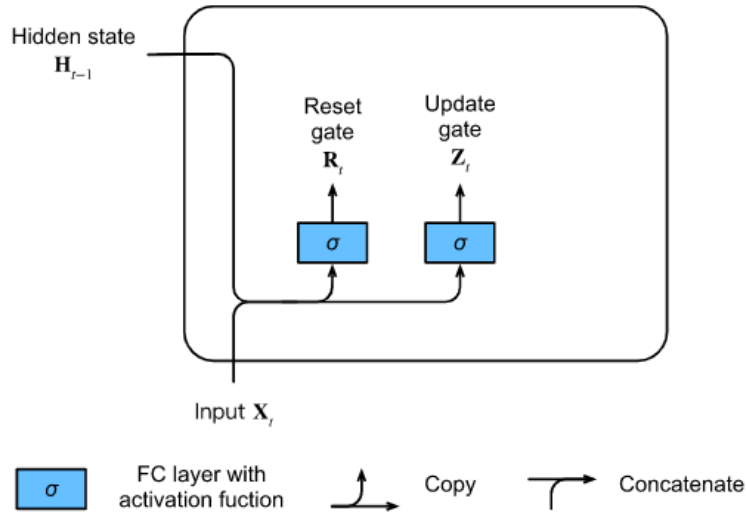 Hidden state
H_{t-1}
Reset
gate
R_t
Update
gate
Z_t
σ
σ
Input X_t
σ
FC layer with
activation fuction
Copy
Concatenate